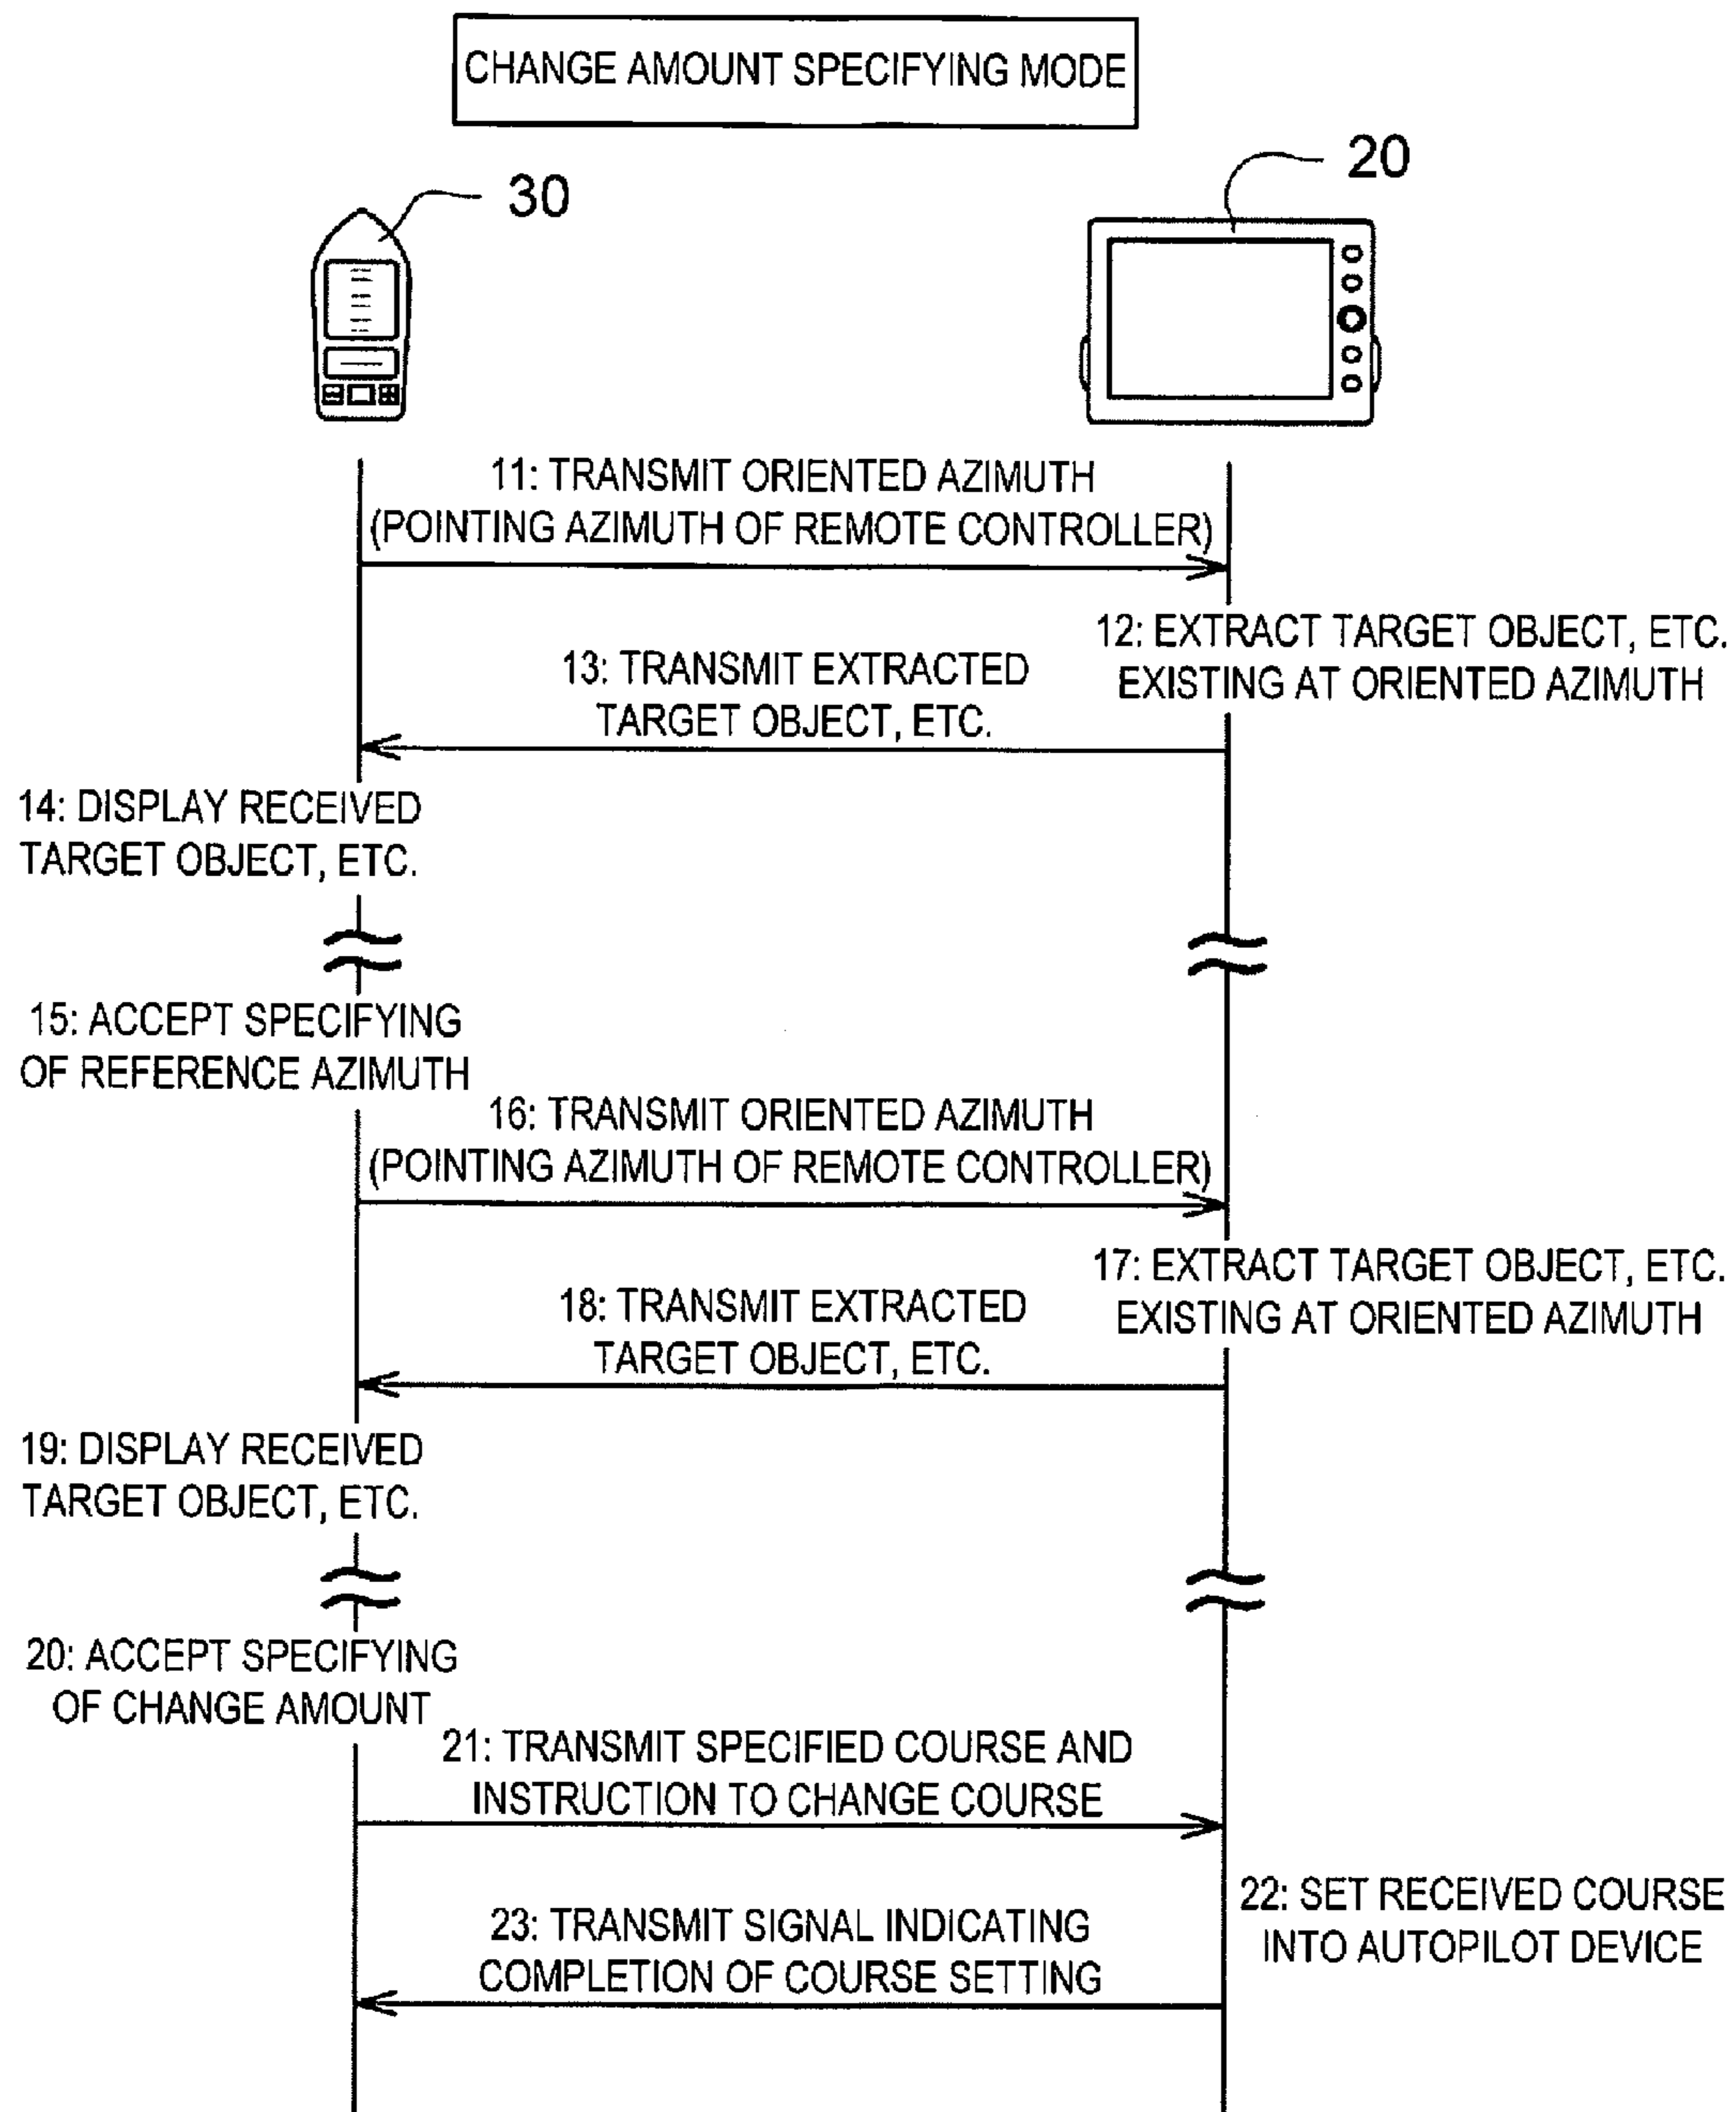 CHANGE AMOUNT SPECIFYING MODE
30
20
11: TRANSMIT ORIENTED AZIMUTH
(POINTING AZIMUTH OF REMOTE CONTROLLER)
12: EXTRACT TARGET OBJECT, ETC.
EXISTING AT ORIENTED AZIMUTH
13: TRANSMIT EXTRACTED
TARGET OBJECT, ETC.
14: DISPLAY RECEIVED
TARGET OBJECT, ETC.
15: ACCEPT SPECIFYING
OF REFERENCE AZIMUTH
16: TRANSMIT ORIENTED AZIMUTH
(POINTING AZIMUTH OF REMOTE CONTROLLER)
17: EXTRACT TARGET OBJECT, ETC.
EXISTING AT ORIENTED AZIMUTH
18: TRANSMIT EXTRACTED
TARGET OBJECT, ETC.
19: DISPLAY RECEIVED
TARGET OBJECT, ETC.
20: ACCEPT SPECIFYING
OF CHANGE AMOUNT
21: TRANSMIT SPECIFIED COURSE AND
INSTRUCTION TO CHANGE COURSE
22: SET RECEIVED COURSE
INTO AUTOPILOT DEVICE
23: TRANSMIT SIGNAL INDICATING
COMPLETION OF COURSE SETTING